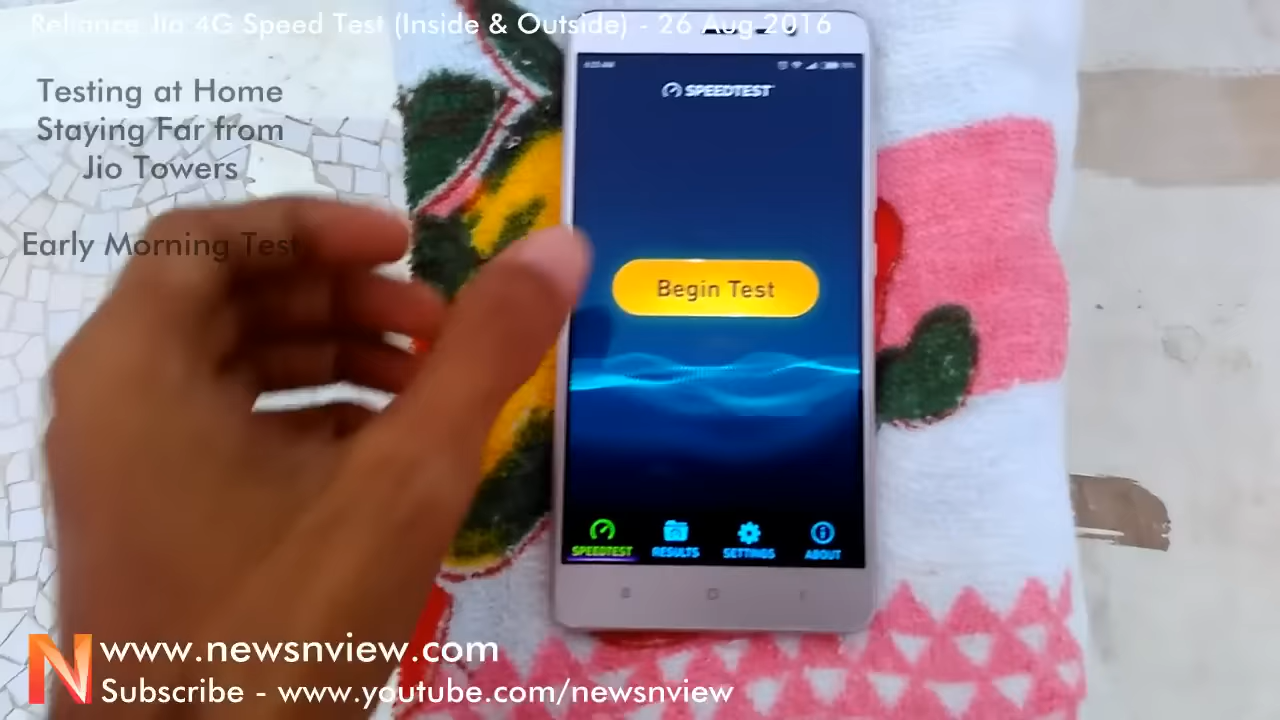 Reliance Jio 4G Speed Test (Inside & Outside) - 26 Aug 2016
Testing at Home
Staying Far from
Jio Towers
Early Morning Test
SPEEDTEST
Begin Test
SPEEDTEST RESULTS SETTINGS ABOUT
N www.newsnview.com
Subscribe - www.youtube.com/newsnview